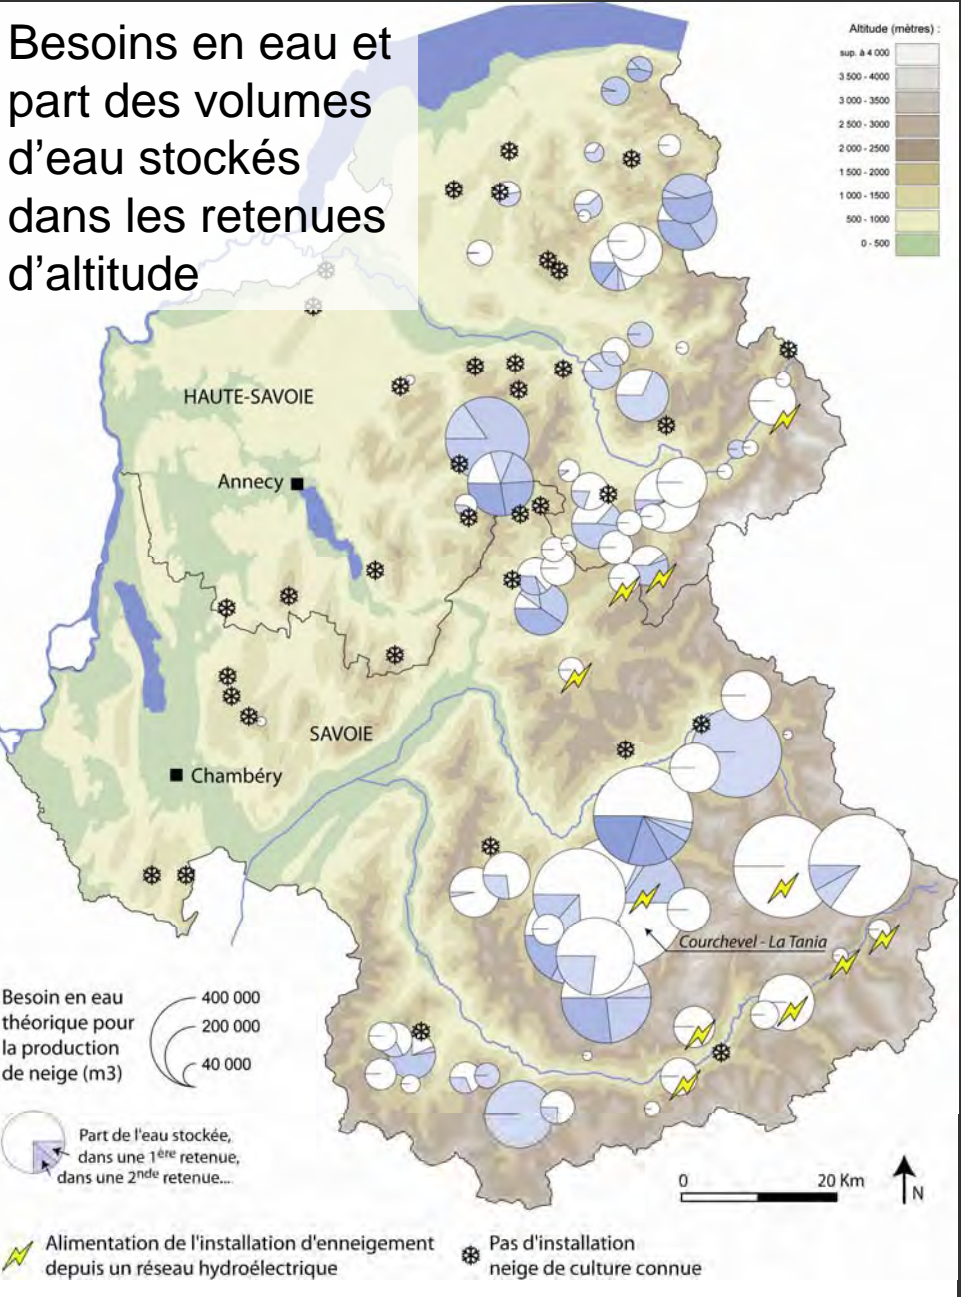 Besoins en eau et
part des volumes
d'eau stockés
dans les retenues
d'altitude
Altitude (mètres) :
sup. à 4 000
3 500 - 4000
3 000 - 3500
2 500 - 3000
2 000 - 2500
1 500 - 2000
1 000 - 1500
500 - 1000
0 - 500
HAUTE-SAVOIE
Annecy
SAVOIE
Chambéry
Courchevel - La Tania
Besoin en eau
théorique pour
la production
de neige (m3)
400 000
200 000
40 000
Part de l'eau stockée,
dans une 1ère retenue,
dans une 2nde retenue...
0 20 Km
N
Alimentation de l'installation d'enneigement
depuis un réseau hydroélectrique
Pas d'installation
neige de culture connue